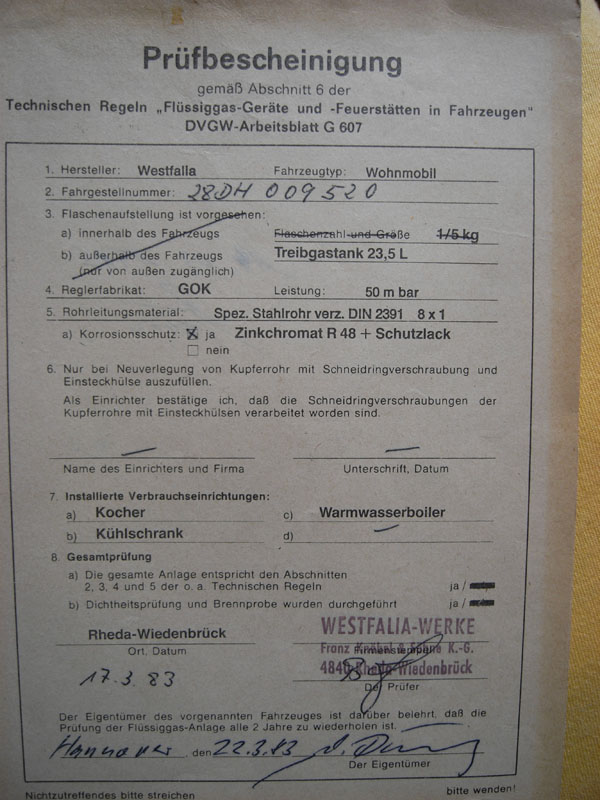 Prüfbescheinigung
gemäß Abschnitt 6 der
Technischen Regeln „Flüssiggas-Geräte und -Feuerstätten in Fahrzeugen"
DVGW-Arbeitsblatt G 607
1. Hersteller: Westfalla Fahrzeugtyp: Wohnmobil
2. Fahrgestellnummer: 28DH 009520
3. Flaschenaufstellung ist vorgesehen:
a) innerhalb des Fahrzeugs Flaschenzahl und Größe 1/5 kg
b) außerhalb des Fahrzeugs Treibgastank 23,5 L
(nur von außen zugänglich)
4. Reglerfabrikat: GOK Leistung: 50 m bar
5. Rohrleitungsmaterial: Spez. Stahlrohr verz. DIN 2391 8 x 1
a) Korrosionsschutz: ☒ ja Zinkchromat R 48 + Schutzlack
☐ nein
6. Nur bei Neuverlegung von Kupferrohr mit Schneidringverschraubung und
Einsteckhülse auszufüllen.
Als Einrichter bestätige ich, daß die Schneidringverschraubungen der
Kupferrohre mit Einsteckhülsen verarbeitet worden sind.
Name des Einrichters und Firma Unterschrift, Datum
7. Installierte Verbrauchseinrichtungen:
a) Kocher c) Warmwasserboiler
b) Kühlschrank d) —
8. Gesamtprüfung
a) Die gesamte Anlage entspricht den Abschnitten
2, 3, 4 und 5 der o. a. Technischen Regeln ja /
b) Dichtheitsprüfung und Brennprobe wurden durchgeführt ja /
WESTFALIA-WERKE
Rheda-Wiedenbrück Franz Knöbel & Söhne K.-G.
Firmenstempel
Ort, Datum 4840 Rheda-Wiedenbrück
17.3.83 Der Prüfer
Der Eigentümer des vorgenannten Fahrzeuges ist darüber belehrt, daß die
Prüfung der Flüssiggas-Anlage alle 2 Jahre zu wiederholen ist.
Hannover, den 22.3.83
Der Eigentümer
Nichtzutreffendes bitte streichen bitte wenden!